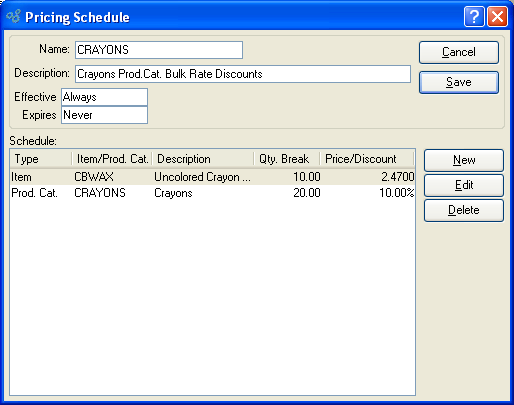 Pricing Schedule
Name: CRAYONS
Cancel
Description: Crayons Prod.Cat. Bulk Rate Discounts
Save
Effective Always
Expires Never
Schedule:
Type Item/Prod. Cat. Description Qty. Break Price/Discount
New
Item CBWAX Uncolored Crayon ... 10.00 2.4700
Prod. Cat. CRAYONS Crayons 20.00 10.00%
Edit
Delete